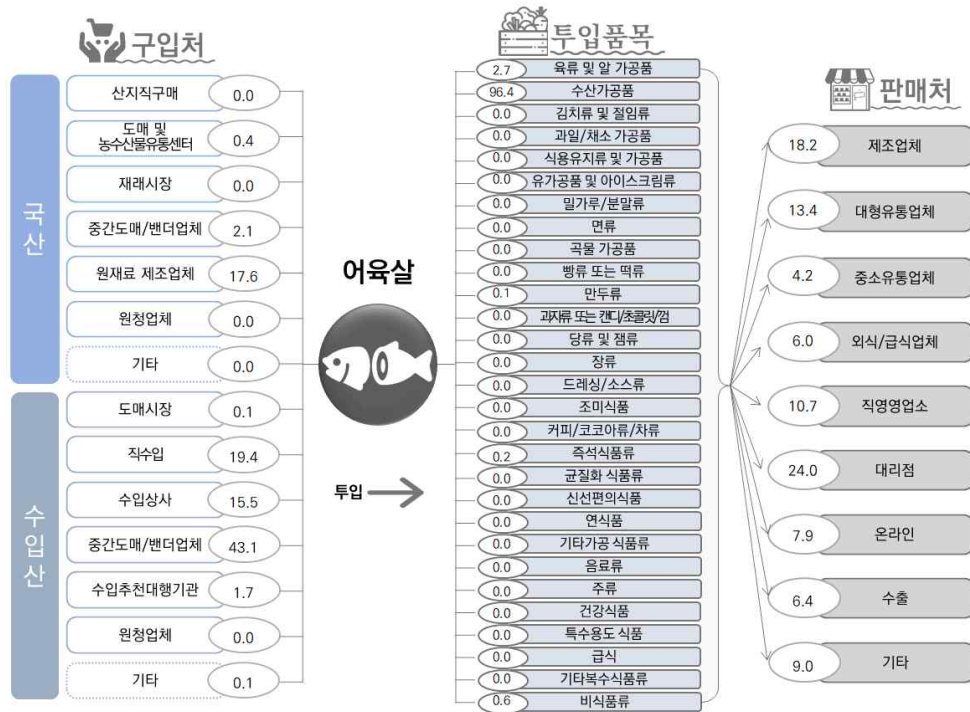 구입처
국산
산지직구매 0.0
도매 및
농수산물유통센터 0.4
재래시장 0.0
중간도매/밴더업체 2.1
원재료 제조업체 17.6
원청업체 0.0
기타 0.0
수입산
도매시장 0.1
직수입 19.4
수입상사 15.5
중간도매/밴더업체 43.1
수입추천대행기관 1.7
원청업체 0.0
기타 0.1
어육살
투입
투입품목
2.7 육류 및 알 가공품
96.4 수산가공품
0.0 김치류 및 절임류
0.0 과일/채소 가공품
0.0 식용유지류 및 가공품
0.0 유가공품 및 아이스크림류
0.0 밀가루/분말류
0.0 면류
0.0 곡물 가공품
0.0 빵류 또는 떡류
0.1 만두류
0.0 과자류 또는 캔디/초콜릿/껌
0.0 당류 및 잼류
0.0 장류
0.0 드레싱/소스류
0.0 조미식품
0.0 커피/코코아류/차류
0.2 즉석식품류
0.0 균질화 식품류
0.0 신선편의식품
0.0 연식품
0.0 기타가공 식품류
0.0 음료류
0.0 주류
0.0 건강식품
0.0 특수용도 식품
0.0 급식
0.0 기타복수식품류
0.6 비식품류
판매처
18.2 제조업체
13.4 대형유통업체
4.2 중소유통업체
6.0 외식/급식업체
10.7 직영영업소
24.0 대리점
7.9 온라인
6.4 수출
9.0 기타